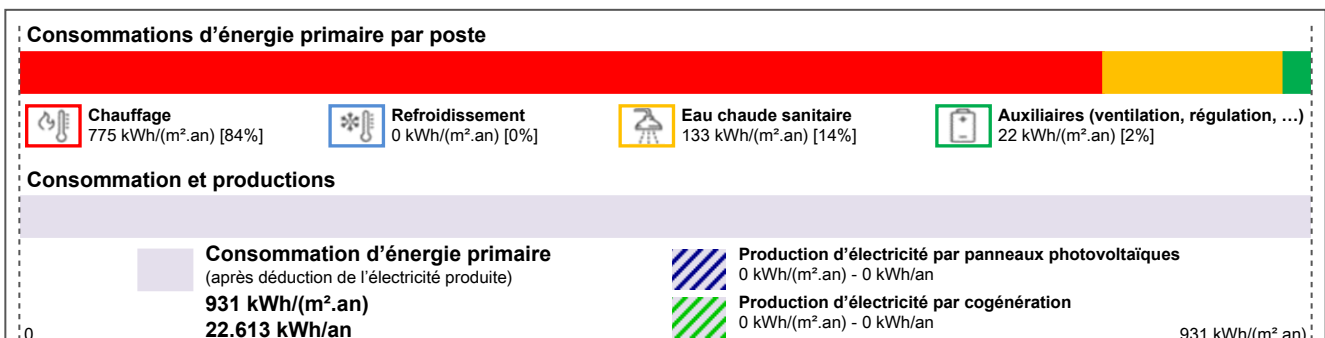 Consommations d’énergie primaire par poste
Chauffage
775 kWh/(m².an) [84%]
Refroidissement
0 kWh/(m².an) [0%]
Eau chaude sanitaire
133 kWh/(m².an) [14%]
Auxiliaires (ventilation, régulation, …)
22 kWh/(m².an) [2%]
Consommation et productions
Consommation d’énergie primaire
(après déduction de l’électricité produite)
931 kWh/(m².an)
22.613 kWh/an
Production d’électricité par panneaux photovoltaïques
0 kWh/(m².an) - 0 kWh/an
Production d’électricité par cogénération
0 kWh/(m².an) - 0 kWh/an
0
931 kWh/(m².an)